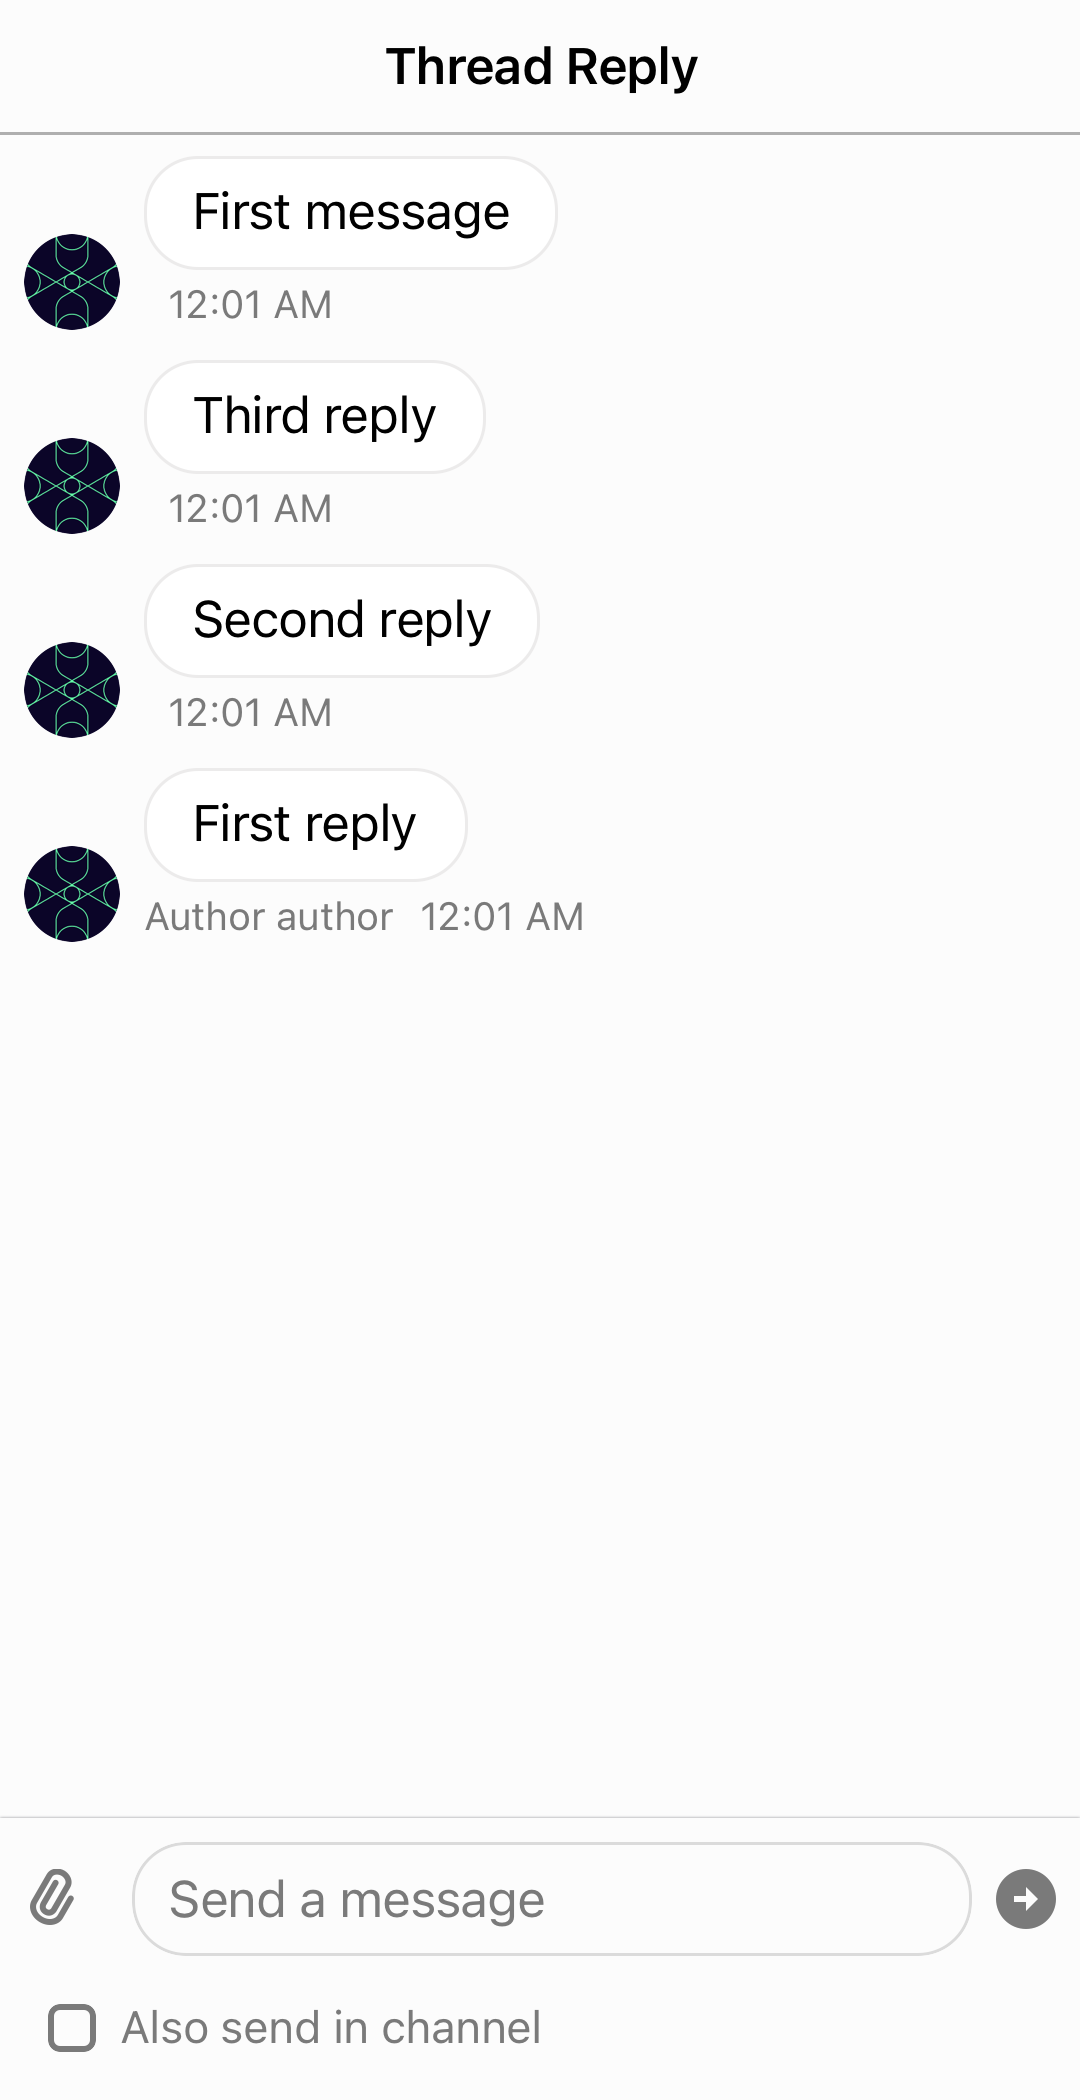 Thread Reply
First message
12:01 AM
Third reply
12:01 AM
Second reply
12:01 AM
First reply
Author author 12:01 AM
Send a message
Also send in channel